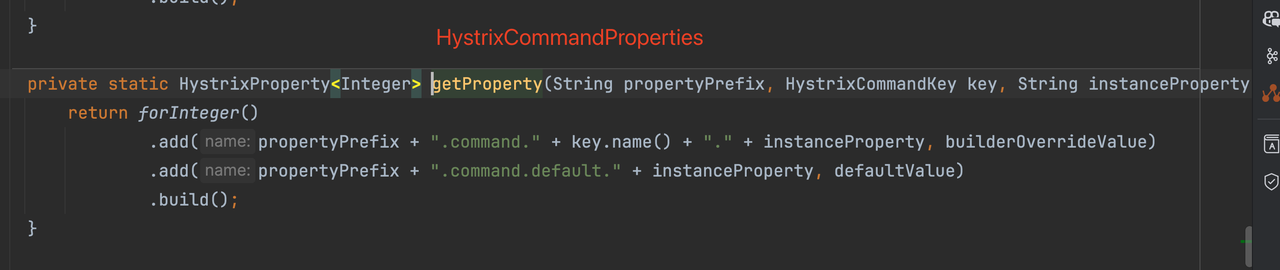 .build();
}
HystrixCommandProperties
private static HystrixProperty<Integer> getProperty(String propertyPrefix, HystrixCommandKey key, String instanceProperty
return forInteger()
.add( name: propertyPrefix + ".command." + key.name() + "." + instanceProperty, builderOverrideValue)
.add( name: propertyPrefix + ".command.default." + instanceProperty, defaultValue)
.build();
}